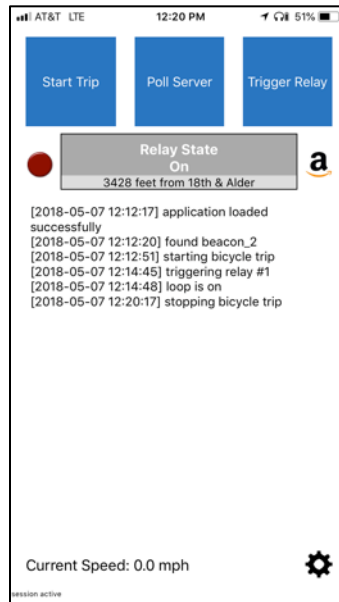 AT&T LTE 12:20 PM 51%
Start Trip Poll Server Trigger Relay
Relay State
On
3428 feet from 18th & Alder
a
[2018-05-07 12:12:17] application loaded
successfully
[2018-05-07 12:12:20] found beacon_2
[2018-05-07 12:12:51] starting bicycle trip
[2018-05-07 12:14:45] triggering relay #1
[2018-05-07 12:14:48] loop is on
[2018-05-07 12:20:17] stopping bicycle trip
Current Speed: 0.0 mph
session active